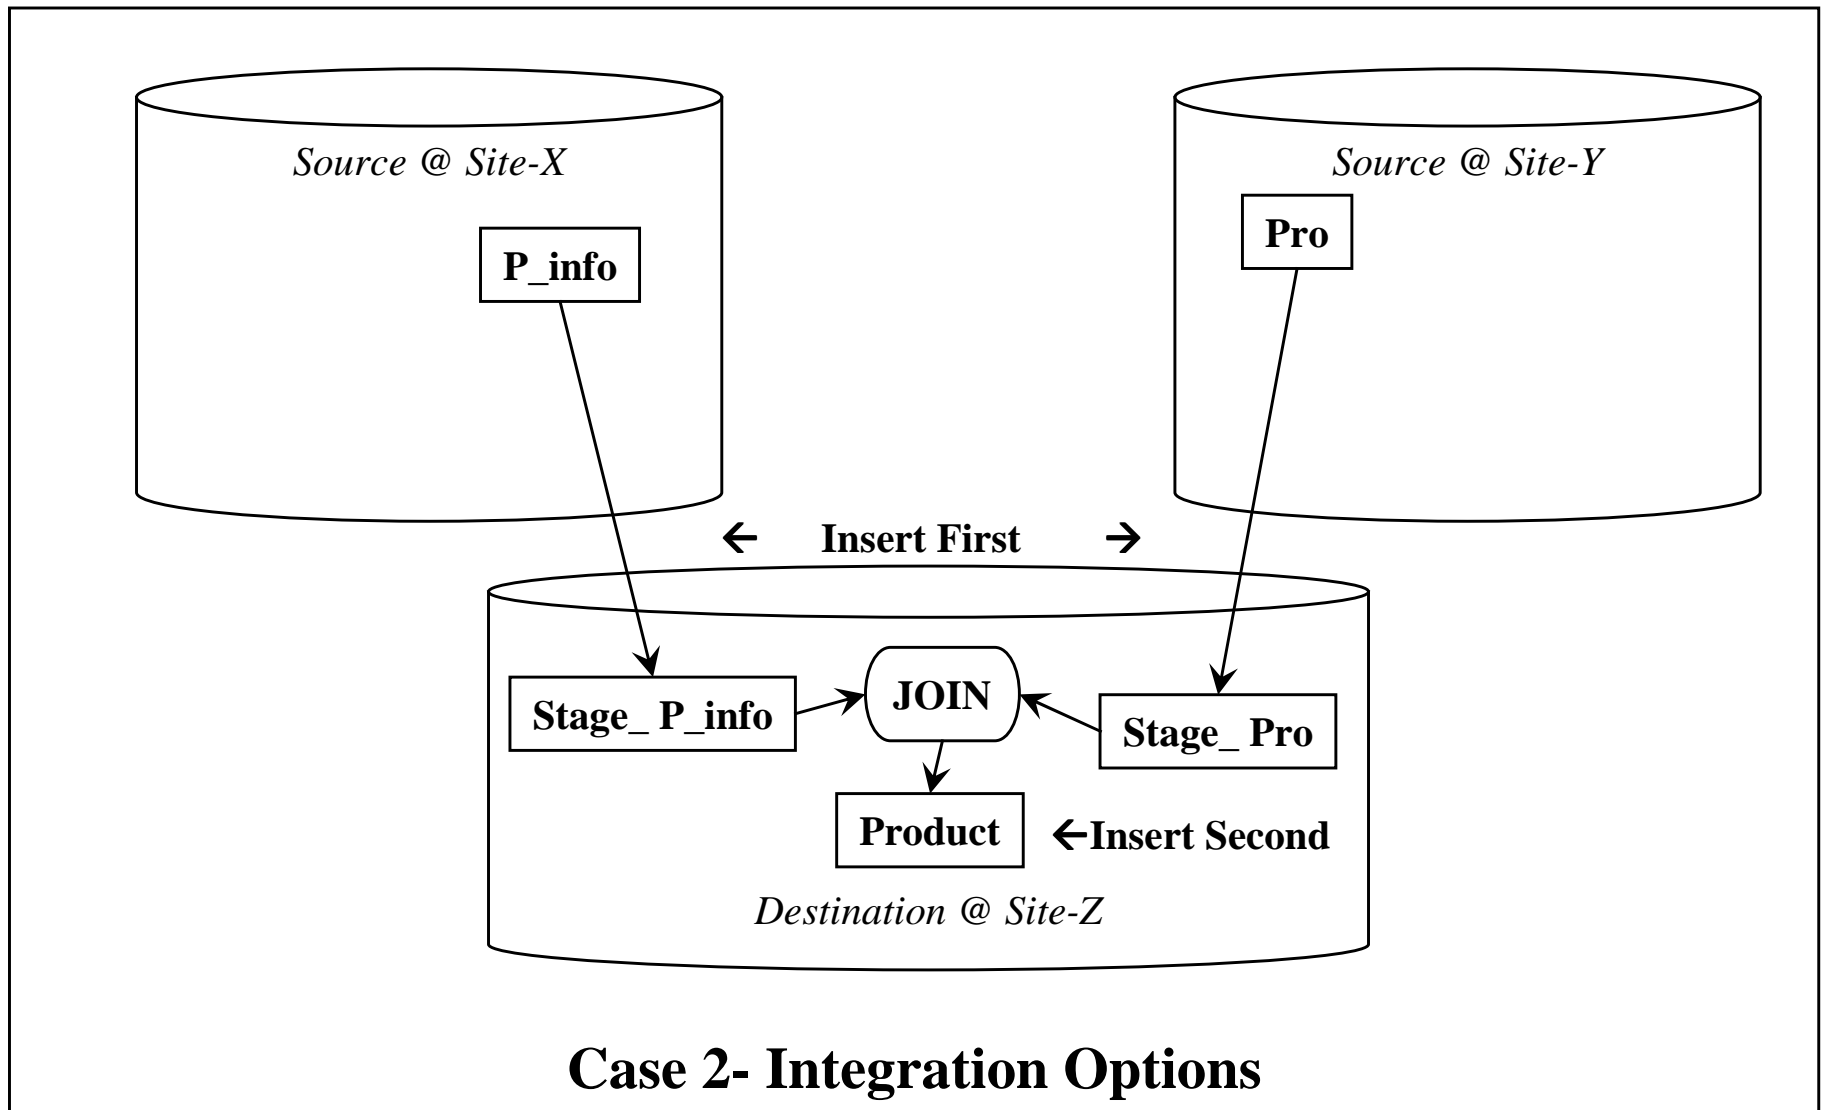 Source @ Site-X
Source @ Site-Y
Pro
P_info
← Insert First →
JOIN
Stage_ P_info
Stage_ Pro
Product
←Insert Second
Destination @ Site-Z
Case 2- Integration Options